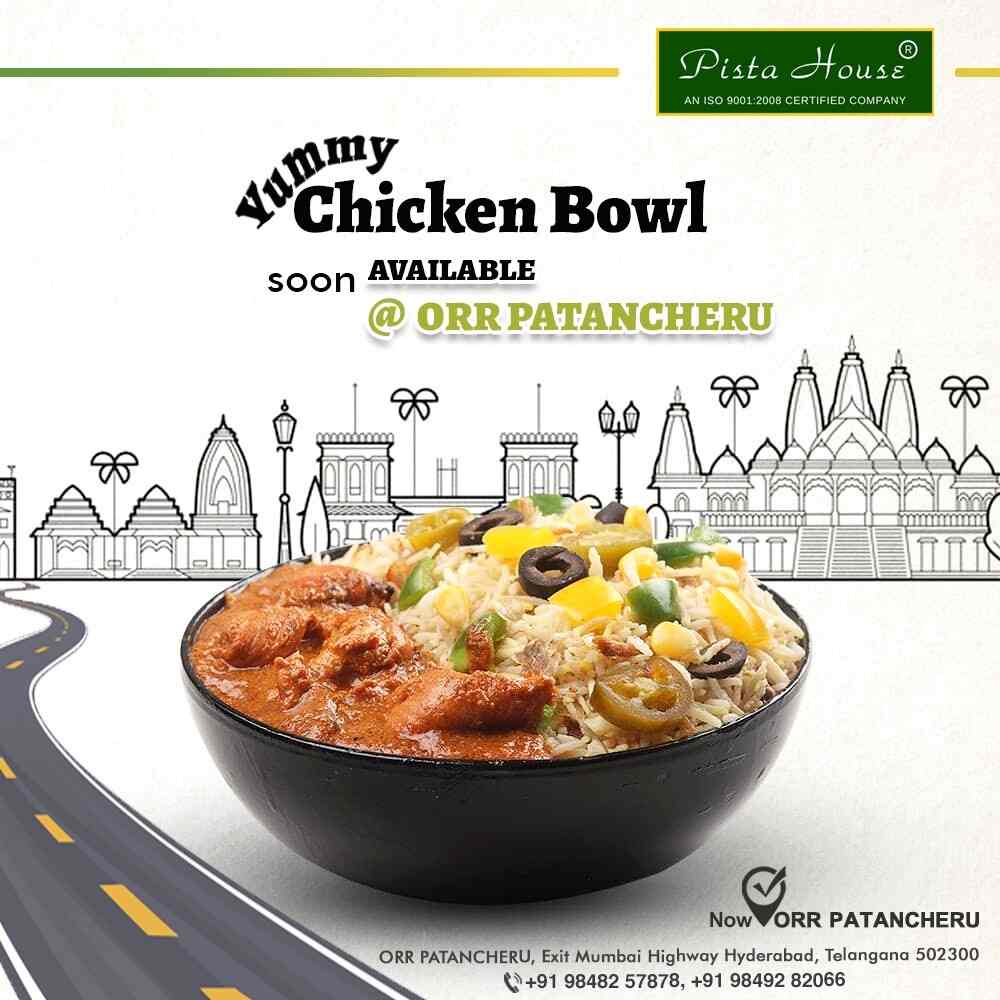 Pista House®
AN ISO 9001:2008 CERTIFIED COMPANY
Yummy
Chicken Bowl
soon AVAILABLE
@ ORR PATANCHERU
Now ORR PATANCHERU
ORR PATANCHERU, Exit Mumbai Highway Hyderabad, Telangana 502300
+91 98482 57878, +91 98492 82066